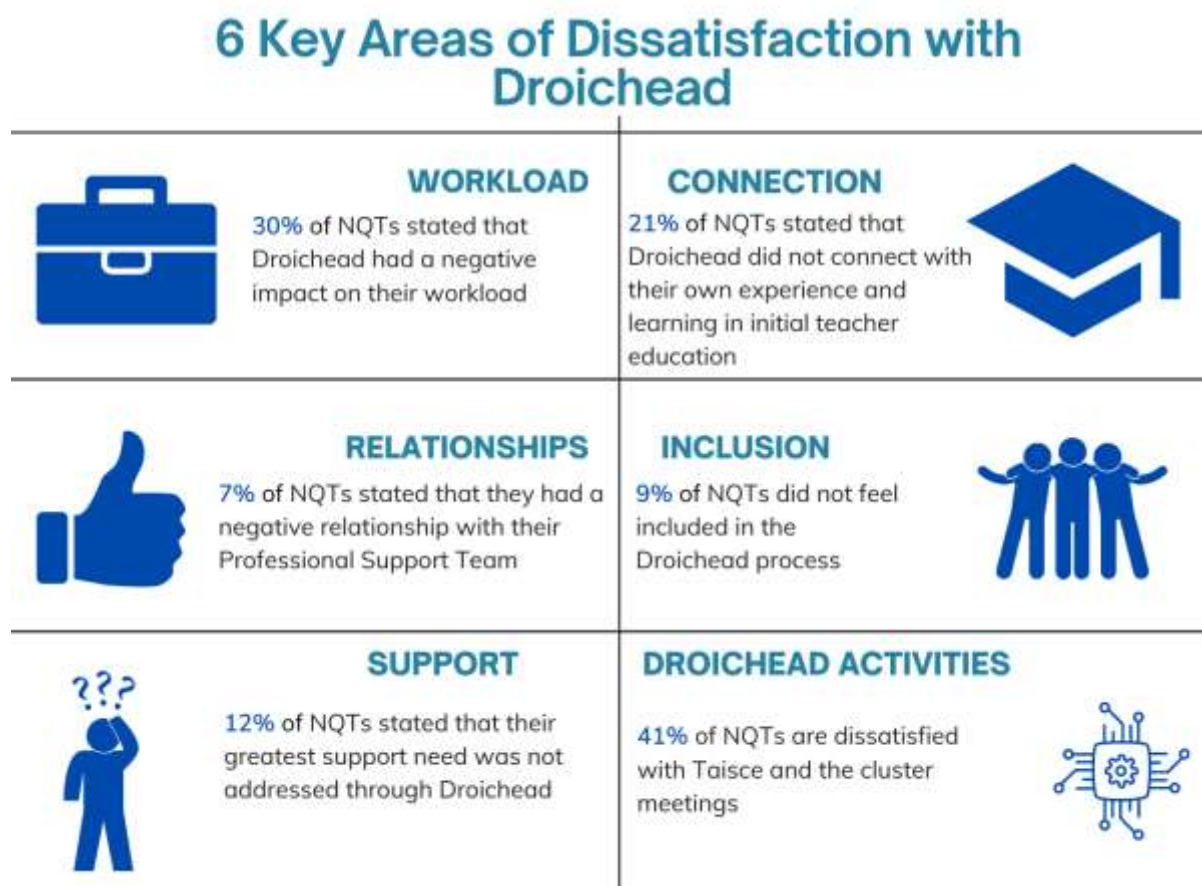 6 Key Areas of Dissatisfaction with
Droichead
WORKLOAD
30% of NQTs stated that
Droichead had a negative
impact on their workload
CONNECTION
21% of NQTs stated that
Droichead did not connect with
their own experience and
learning in initial teacher
education
RELATIONSHIPS
7% of NQTs stated that they had a
negative relationship with their
Professional Support Team
INCLUSION
9% of NQTs did not feel
included in the
Droichead process
???
SUPPORT
12% of NQTs stated that their
greatest support need was not
addressed through Droichead
DROICHEAD ACTIVITIES
41% of NQTs are dissatisfied
with Taisce and the cluster
meetings